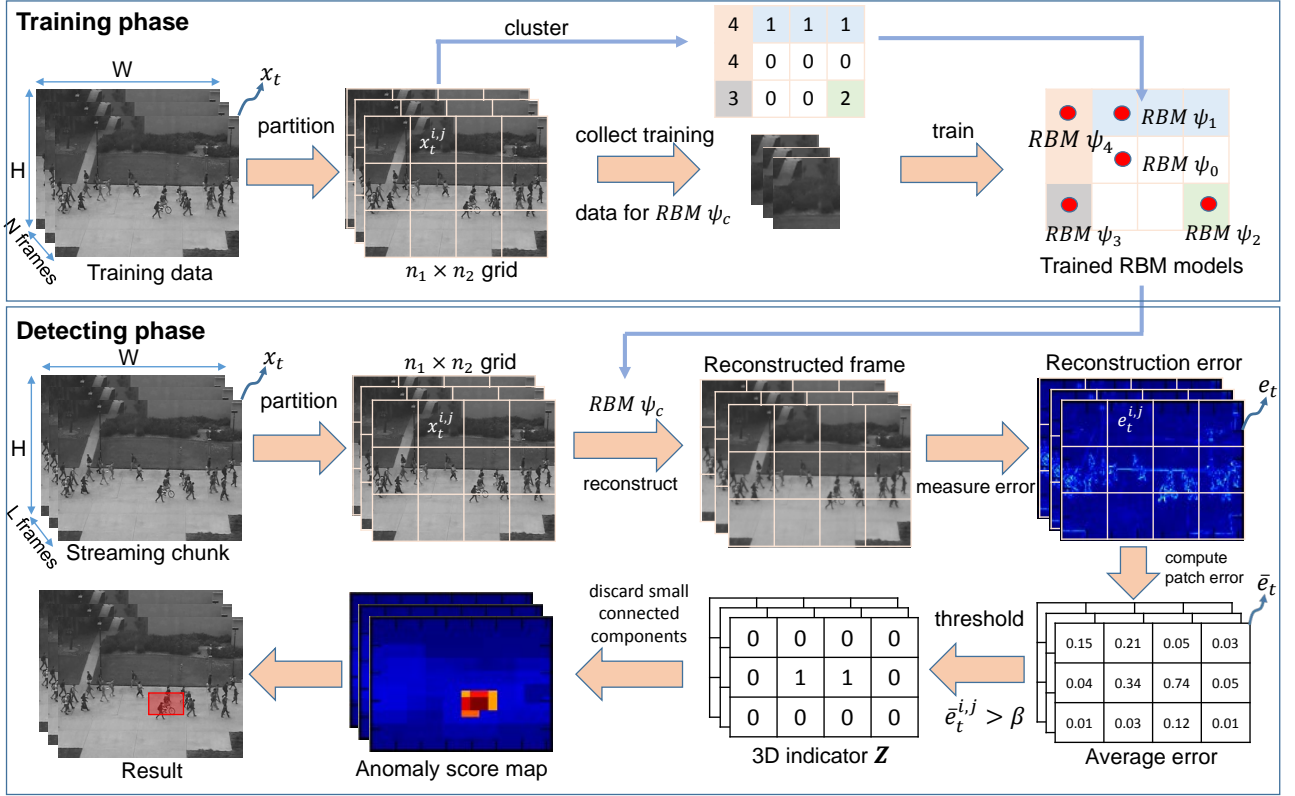 Training phase
W
x_t
H
N frames
Training data
partition
x_t^{i,j}
n_1 × n_2 grid
cluster
collect training
data for RBM ψ_c
4 1 1 1
4 0 0 0
3 0 0 2
train
RBM ψ_1
RBM ψ_4
RBM ψ_0
RBM ψ_3
RBM ψ_2
Trained RBM models
Detecting phase
W
x_t
H
L frames
Streaming chunk
partition
n_1 × n_2 grid
x_t^{i,j}
RBM ψ_c
reconstruct
Reconstructed frame
measure error
Reconstruction error
e_t
e_t^{i,j}
compute
patch error
ē_t
0.15 0.21 0.05 0.03
0.04 0.34 0.74 0.05
0.01 0.03 0.12 0.01
Average error
threshold
ē_t^{i,j} > β
0 0 0 0
0 1 1 0
0 0 0 0
3D indicator Z
discard small
connected
components
Anomaly score map
Result